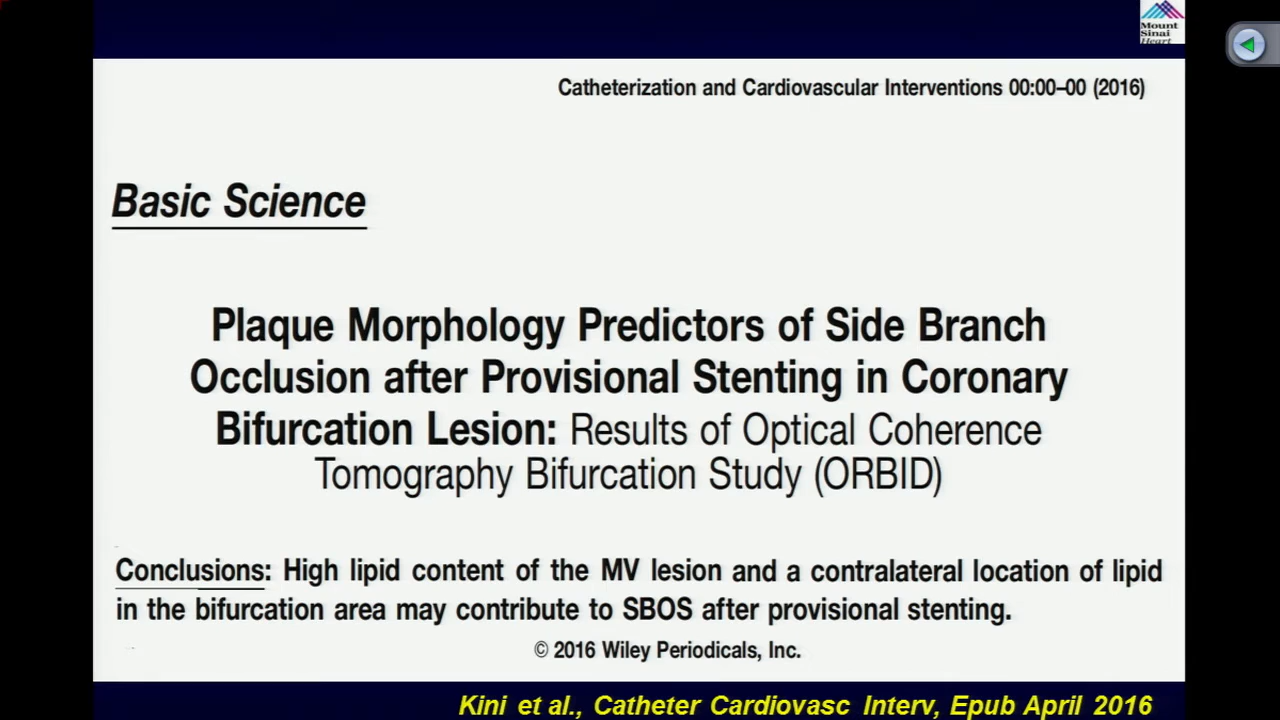 Mount
Sinai
Heart
Catheterization and Cardiovascular Interventions 00:00–00 (2016)
Basic Science
Plaque Morphology Predictors of Side Branch
Occlusion after Provisional Stenting in Coronary
Bifurcation Lesion: Results of Optical Coherence
Tomography Bifurcation Study (ORBID)
Conclusions: High lipid content of the MV lesion and a contralateral location of lipid
in the bifurcation area may contribute to SBOS after provisional stenting.
© 2016 Wiley Periodicals, Inc.
Kini et al., Catheter Cardiovasc Interv, Epub April 2016